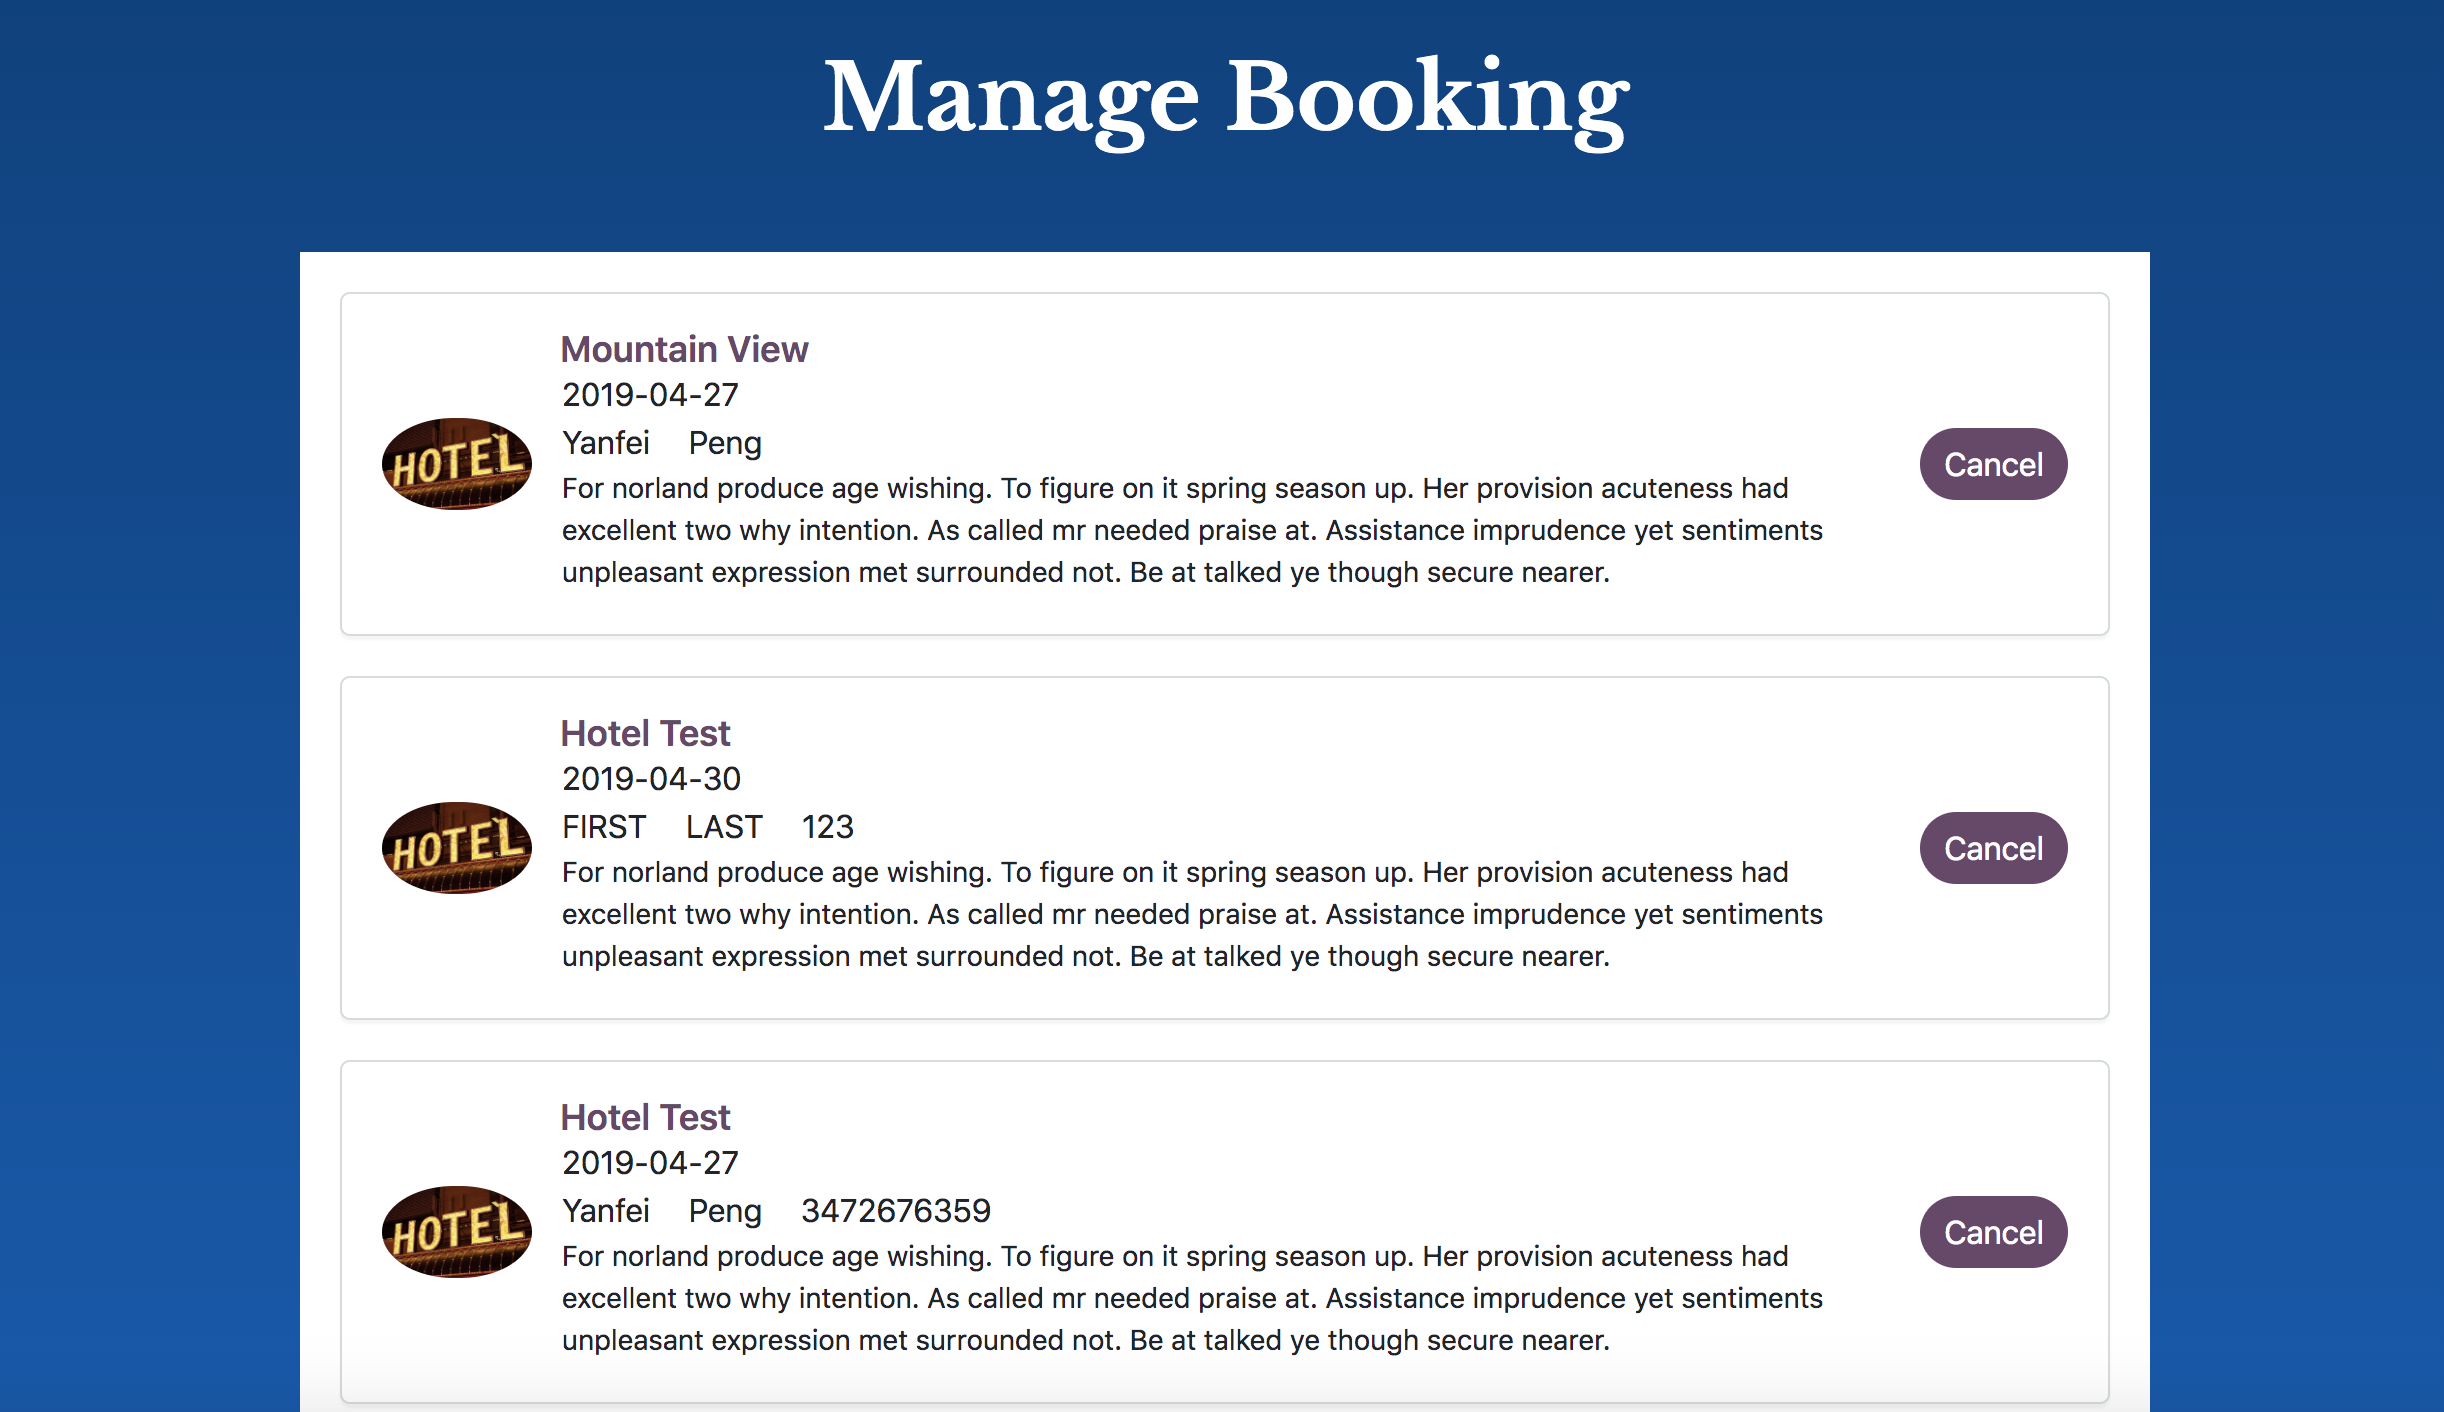 Manage Booking
Mountain View
2019-04-27
Yanfei Peng
HOTEL
For norland produce age wishing. To figure on it spring season up. Her provision acuteness had
excellent two why intention. As called mr needed praise at. Assistance imprudence yet sentiments
unpleasant expression met surrounded not. Be at talked ye though secure nearer.
Cancel
Hotel Test
2019-04-30
FIRST LAST 123
HOTEL
For norland produce age wishing. To figure on it spring season up. Her provision acuteness had
excellent two why intention. As called mr needed praise at. Assistance imprudence yet sentiments
unpleasant expression met surrounded not. Be at talked ye though secure nearer.
Cancel
Hotel Test
2019-04-27
Yanfei Peng 3472676359
HOTEL
For norland produce age wishing. To figure on it spring season up. Her provision acuteness had
excellent two why intention. As called mr needed praise at. Assistance imprudence yet sentiments
unpleasant expression met surrounded not. Be at talked ye though secure nearer.
Cancel